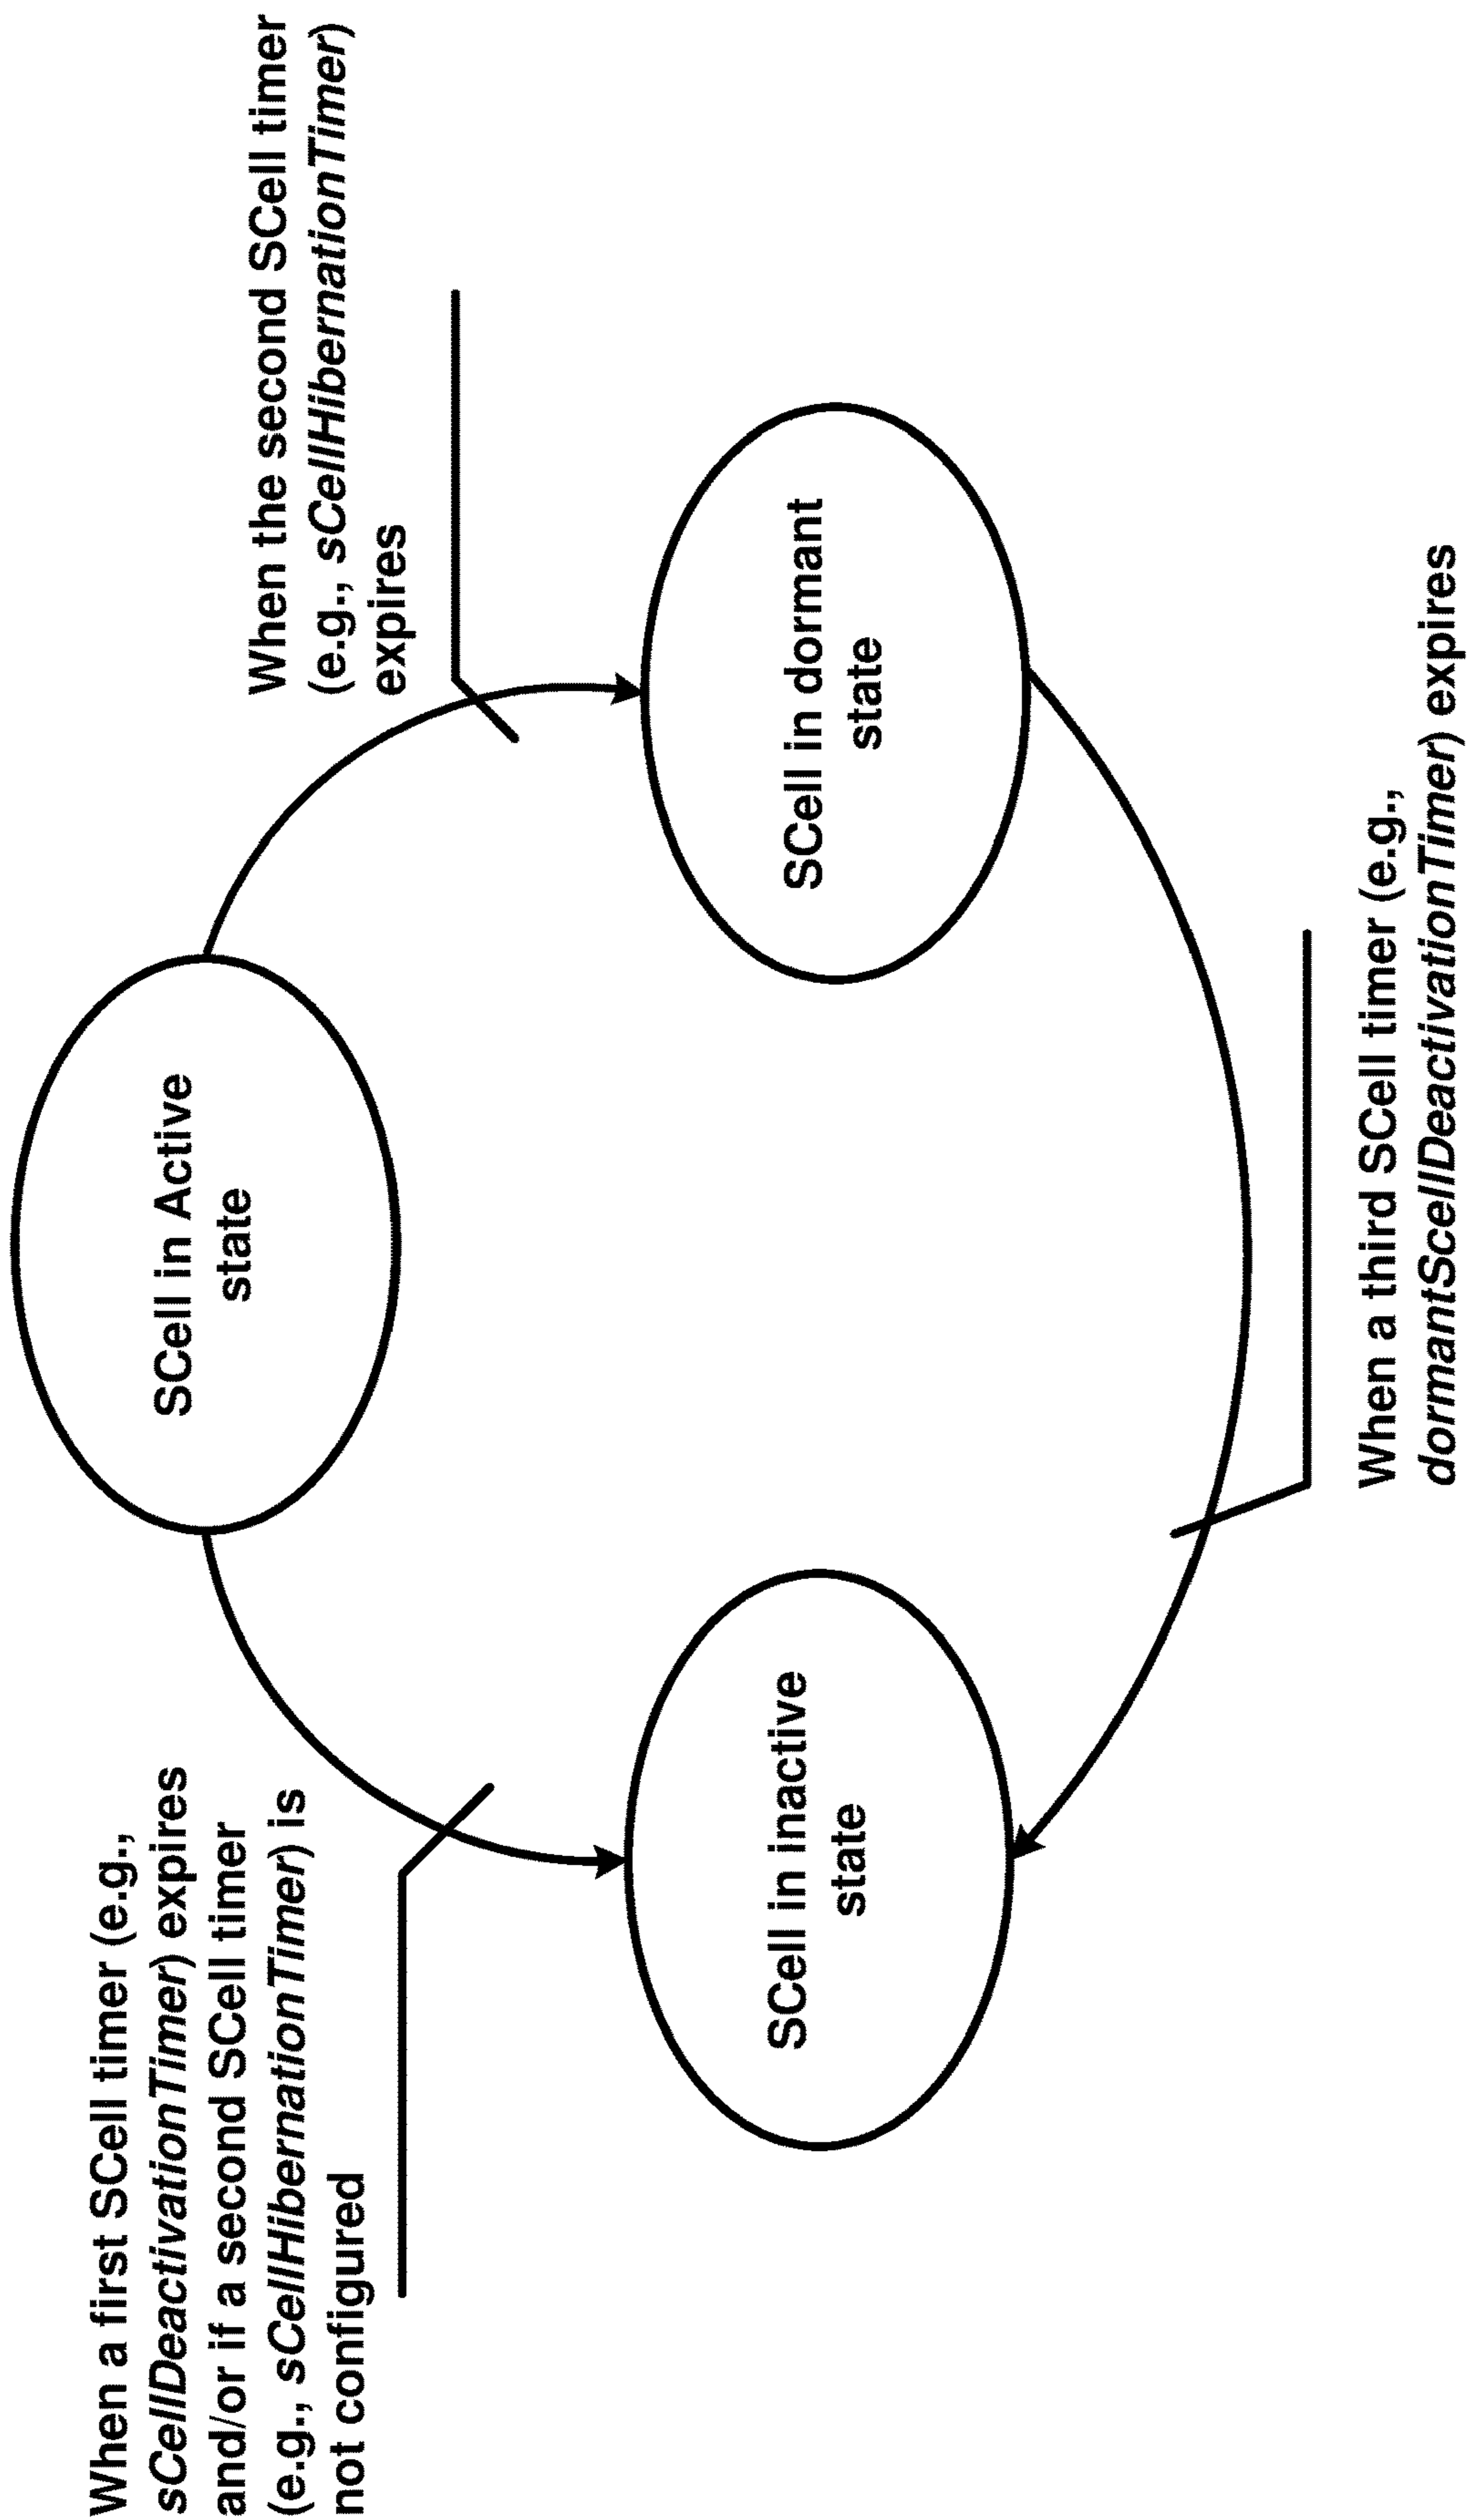 When a first SCell timer (e.g.,
sCellDeactivationTimer) expires
and/or if a second SCell timer
(e.g., sCellHibernationTimer) is
not configured
SCell in Active
state
When the second SCell timer
(e.g., sCellHibernationTimer)
expires
SCell in inactive
state
SCell in dormant
state
When a third SCell timer (e.g.,
dormantScellDeactivationTimer) expires